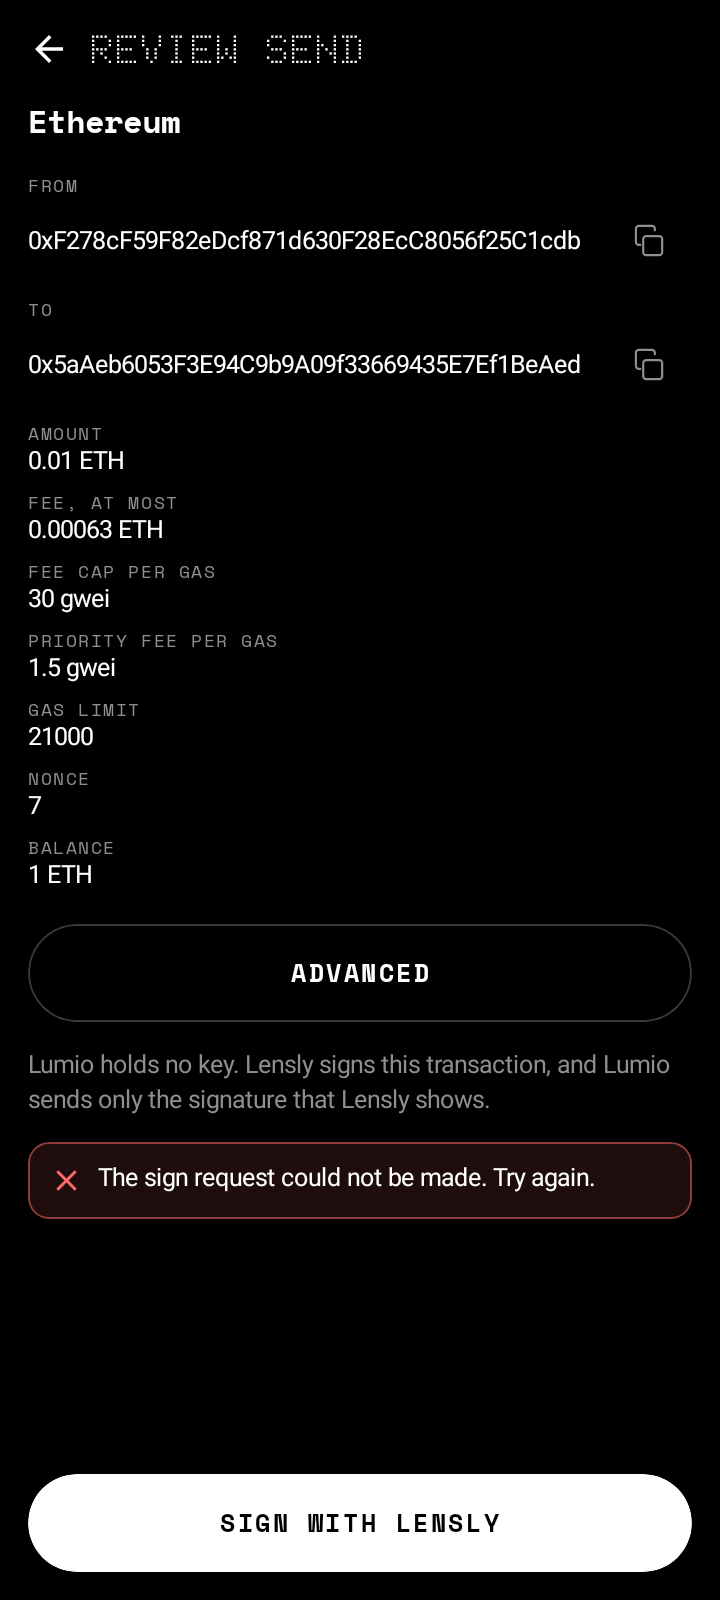 REVIEW SEND
Ethereum
FROM
0xF278cF59F82eDcf871d630F28EcC8056f25C1cdb
TO
0x5aAeb6053F3E94C9b9A09f33669435E7Ef1BeAed
AMOUNT
0.01 ETH
FEE, AT MOST
0.00063 ETH
FEE CAP PER GAS
30 gwei
PRIORITY FEE PER GAS
1.5 gwei
GAS LIMIT
21000
NONCE
7
BALANCE
1 ETH
ADVANCED
Lumio holds no key. Lensly signs this transaction, and Lumio
sends only the signature that Lensly shows.
The sign request could not be made. Try again.
SIGN WITH LENSLY